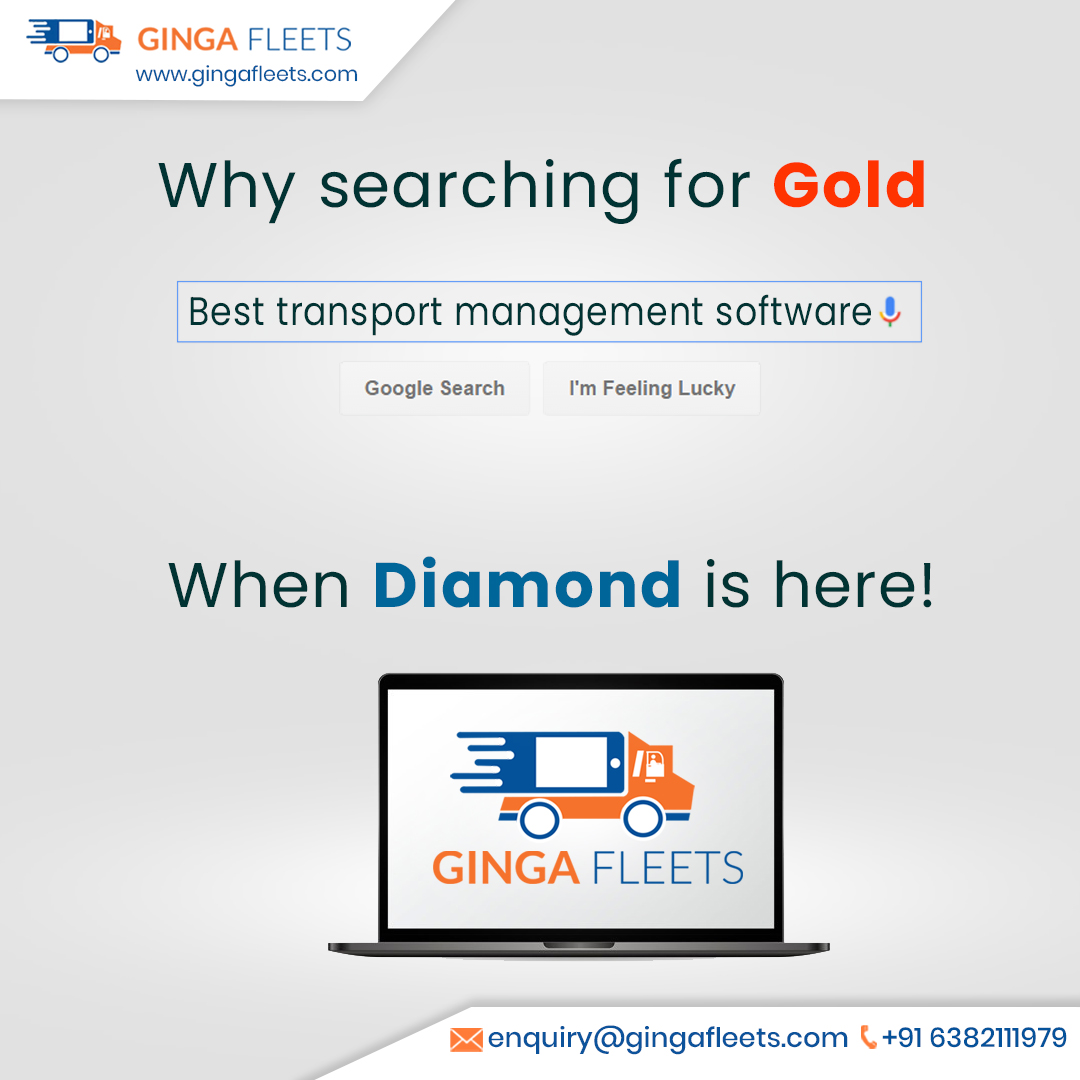 GINGA FLEETS
www.gingafleets.com
Why searching for Gold
Best transport management software
Google Search
I'm Feeling Lucky
When Diamond is here!
GINGA FLEETS
enquiry@gingafleets.com
+91 6382111979